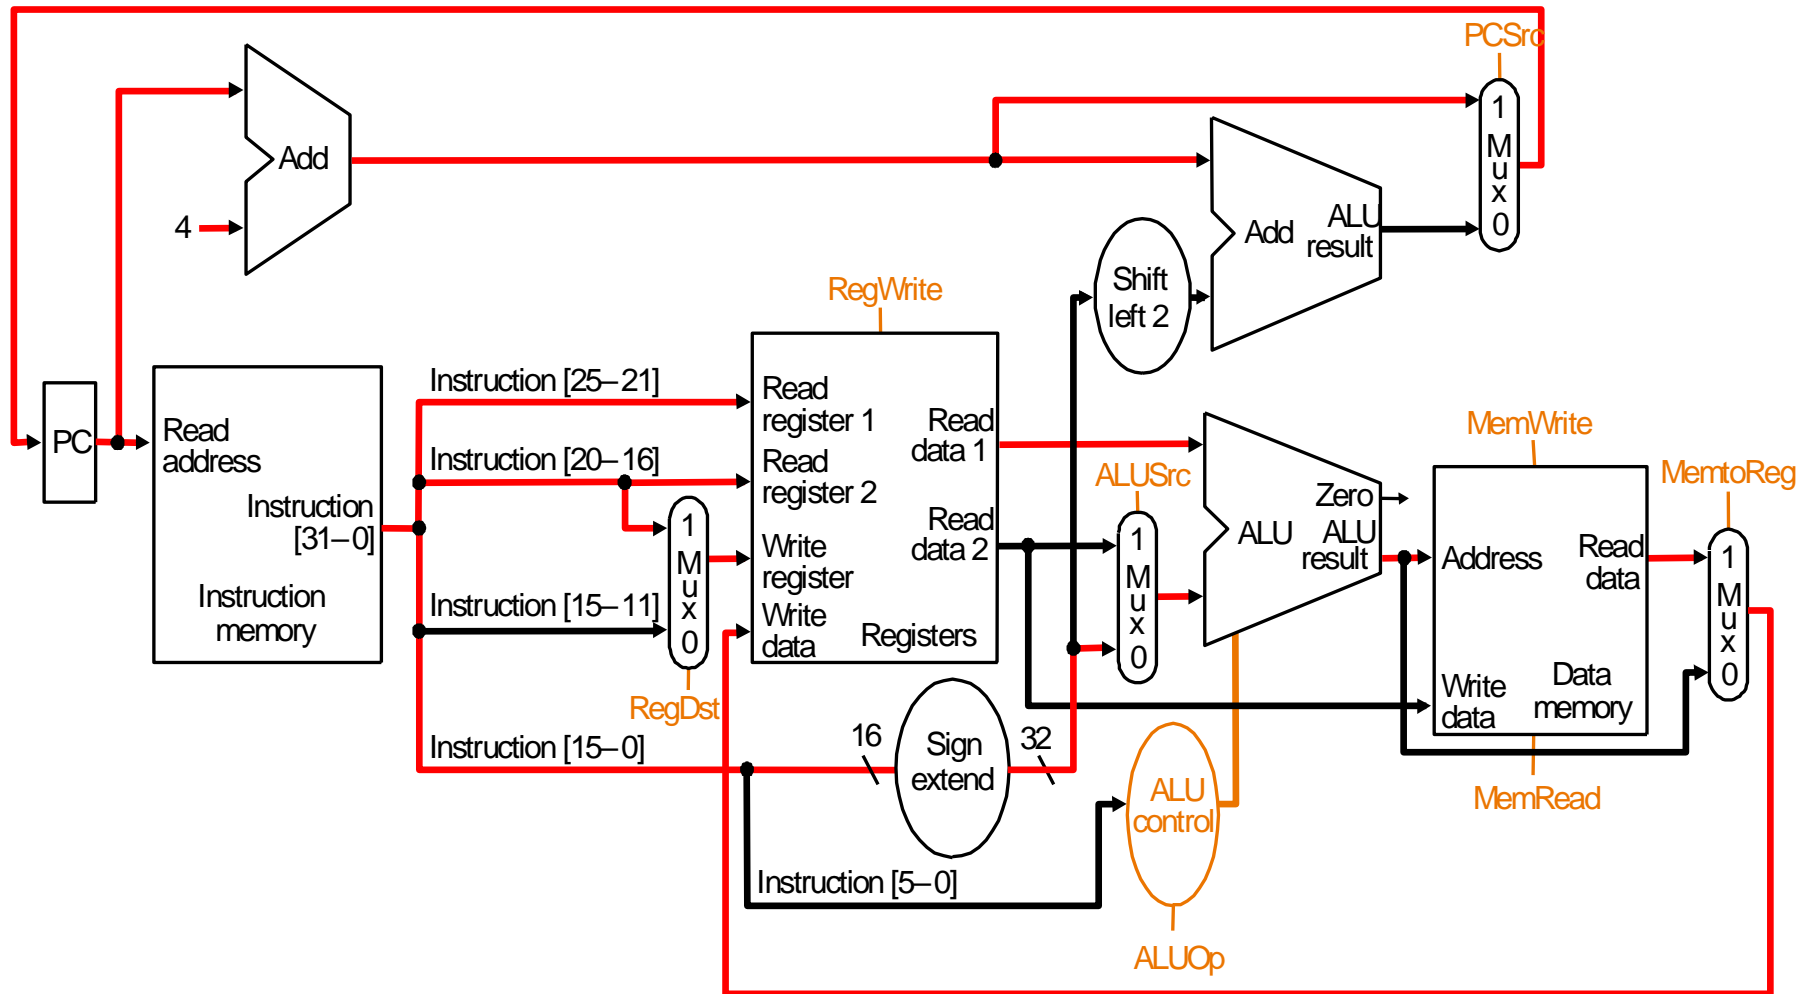 PCSrc
1
M
u
x
0
Add
4
Add
ALU
result
Shift
left 2
RegWrite
PC
Read
address
Instruction
[31–0]
Instruction
memory
Instruction [25–21]
Instruction [20–16]
Instruction [15–11]
Instruction [15–0]
1
M
u
x
0
RegDst
Read
register 1
Read
register 2
Write
register
Write
data
Read
data 1
Read
data 2
Registers
16
Sign
extend
32
Instruction [5–0]
ALUSrc
1
M
u
x
0
Zero
ALU
ALU
result
ALU
control
ALUOp
MemWrite
Address
Read
data
Write
data
Data
memory
MemRead
MemtoReg
1
M
u
x
0